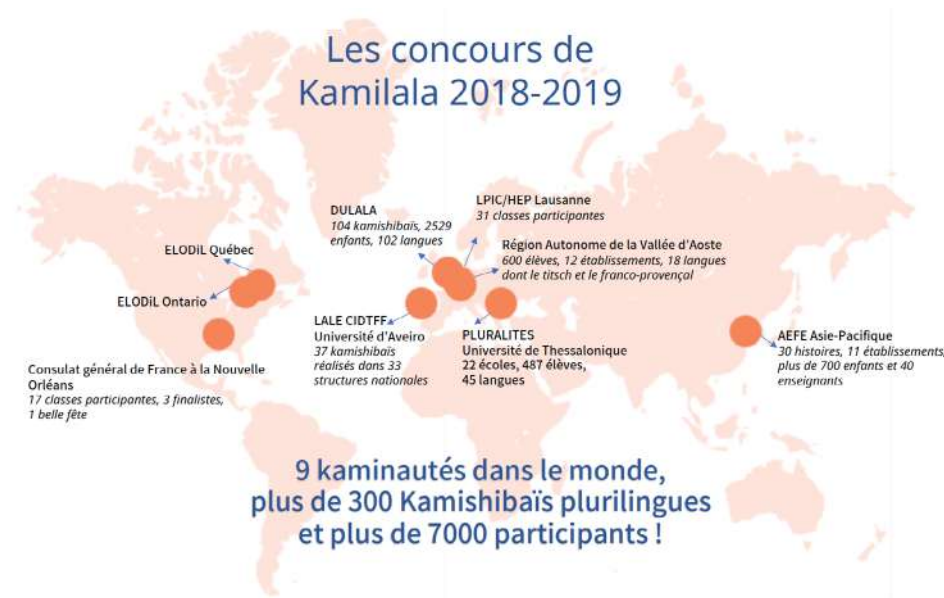 Les concours de
Kamilala 2018-2019
LPIC/HEP Lausanne
31 classes participantes
DULALA
104 kamishibaïs, 2529
enfants, 102 langues
Région Autonome de la Vallée d'Aoste
600 élèves, 12 établissements, 18 langues
dont le titsch et le franco-provençal
ELODiL Québec
ELODiL Ontario
LALE CIDTFF
Université d'Aveiro
37 kamishibaïs
réalisés dans 33
structures nationales
PLURALITES
Université de Thessalonique
22 écoles, 487 élèves,
45 langues
AEFE Asie-Pacifique
30 histoires, 11 établissements,
plus de 700 enfants et 40
enseignants
Consulat général de France à la Nouvelle
Orléans
17 classes participantes, 3 finalistes,
1 belle fête
9 kaminautés dans le monde,
plus de 300 Kamishibaïs plurilingues
et plus de 7000 participants !